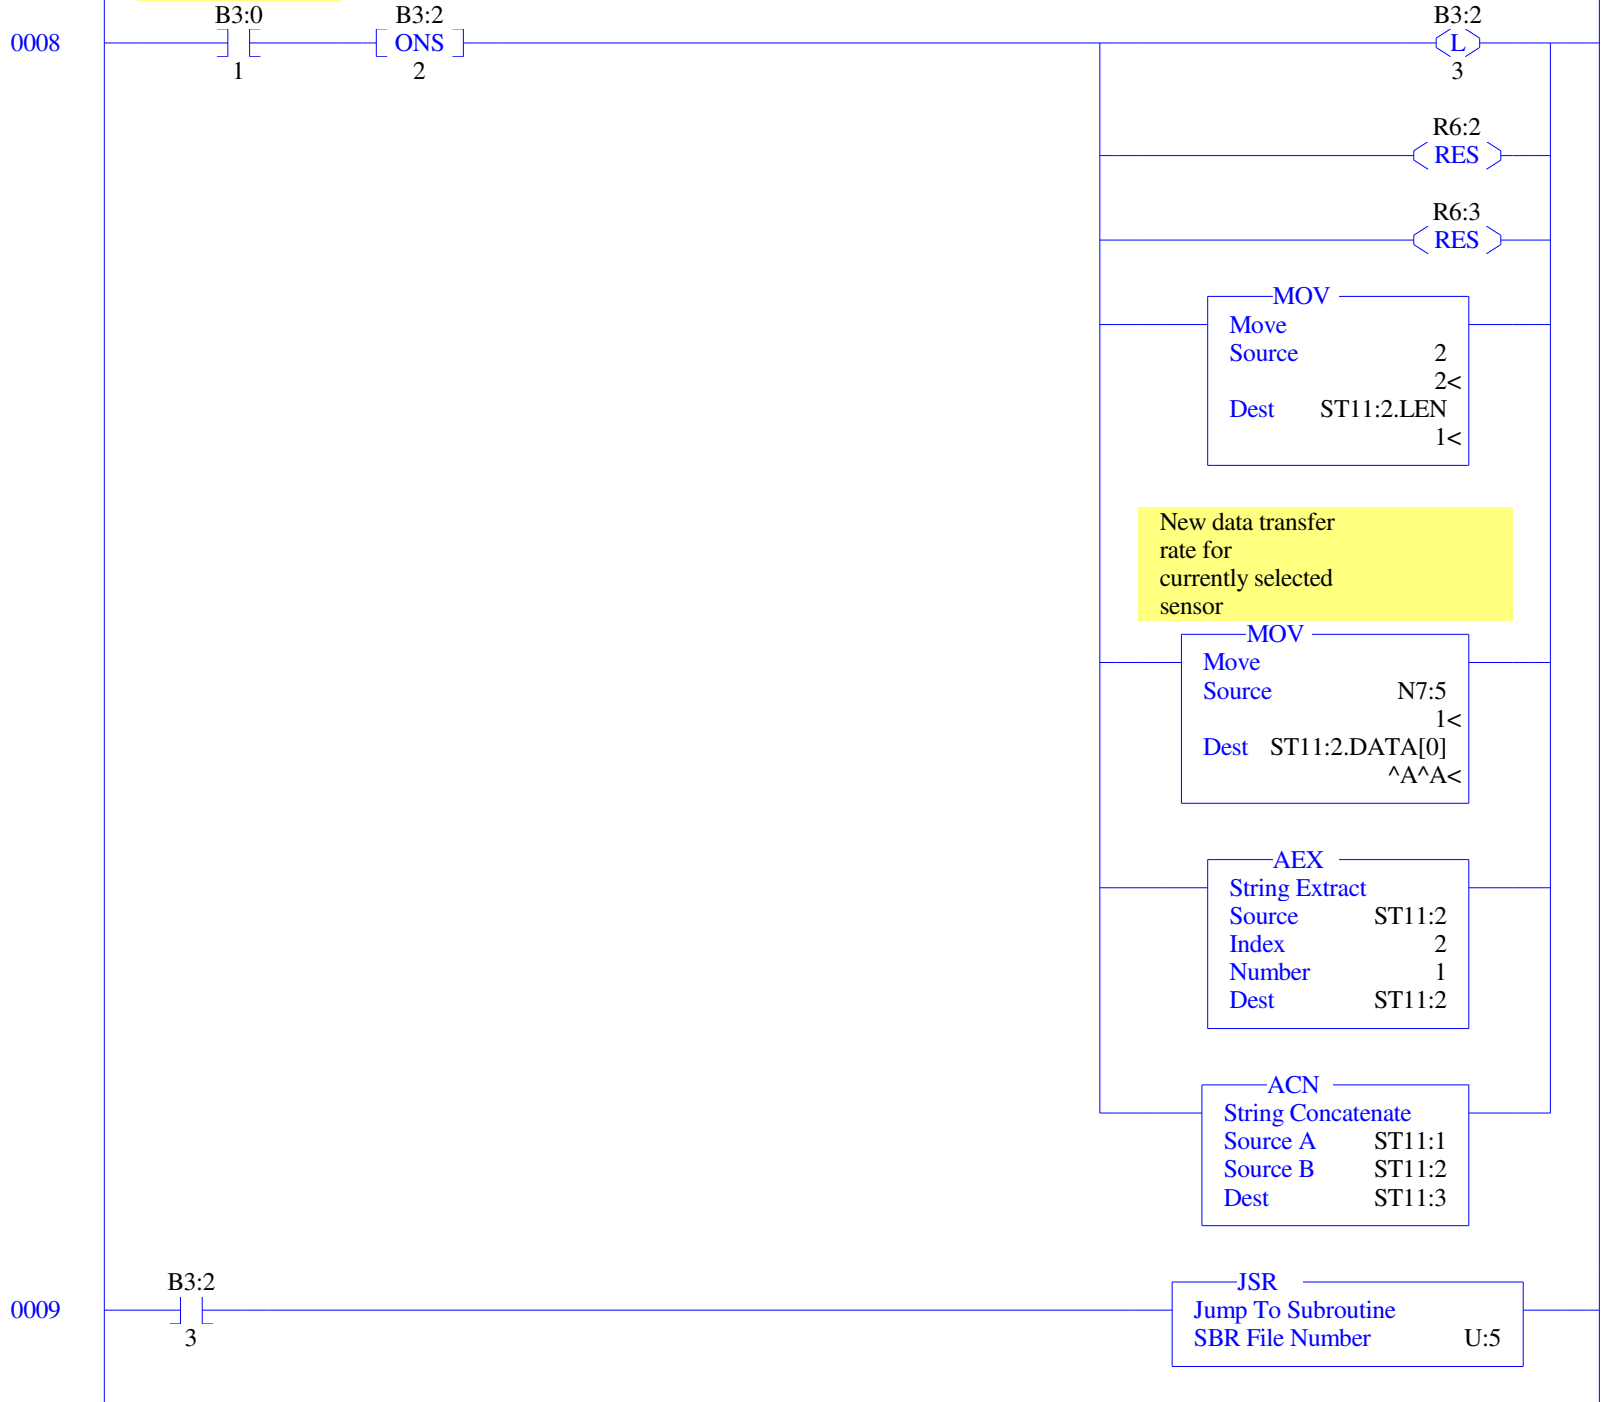 B3:0 B3:2 B3:2
0008 ONS L
1 2 3
R6:2
RES
R6:3
RES
MOV
Move
Source 2
2<
Dest ST11:2.LEN
1<
New data transfer
rate for
currently selected
sensor
MOV
Move
Source N7:5
1<
Dest ST11:2.DATA[0]
^A^A<
AEX
String Extract
Source ST11:2
Index 2
Number 1
Dest ST11:2
ACN
String Concatenate
Source A ST11:1
Source B ST11:2
Dest ST11:3
B3:2 JSR
0009 Jump To Subroutine
3 SBR File Number U:5